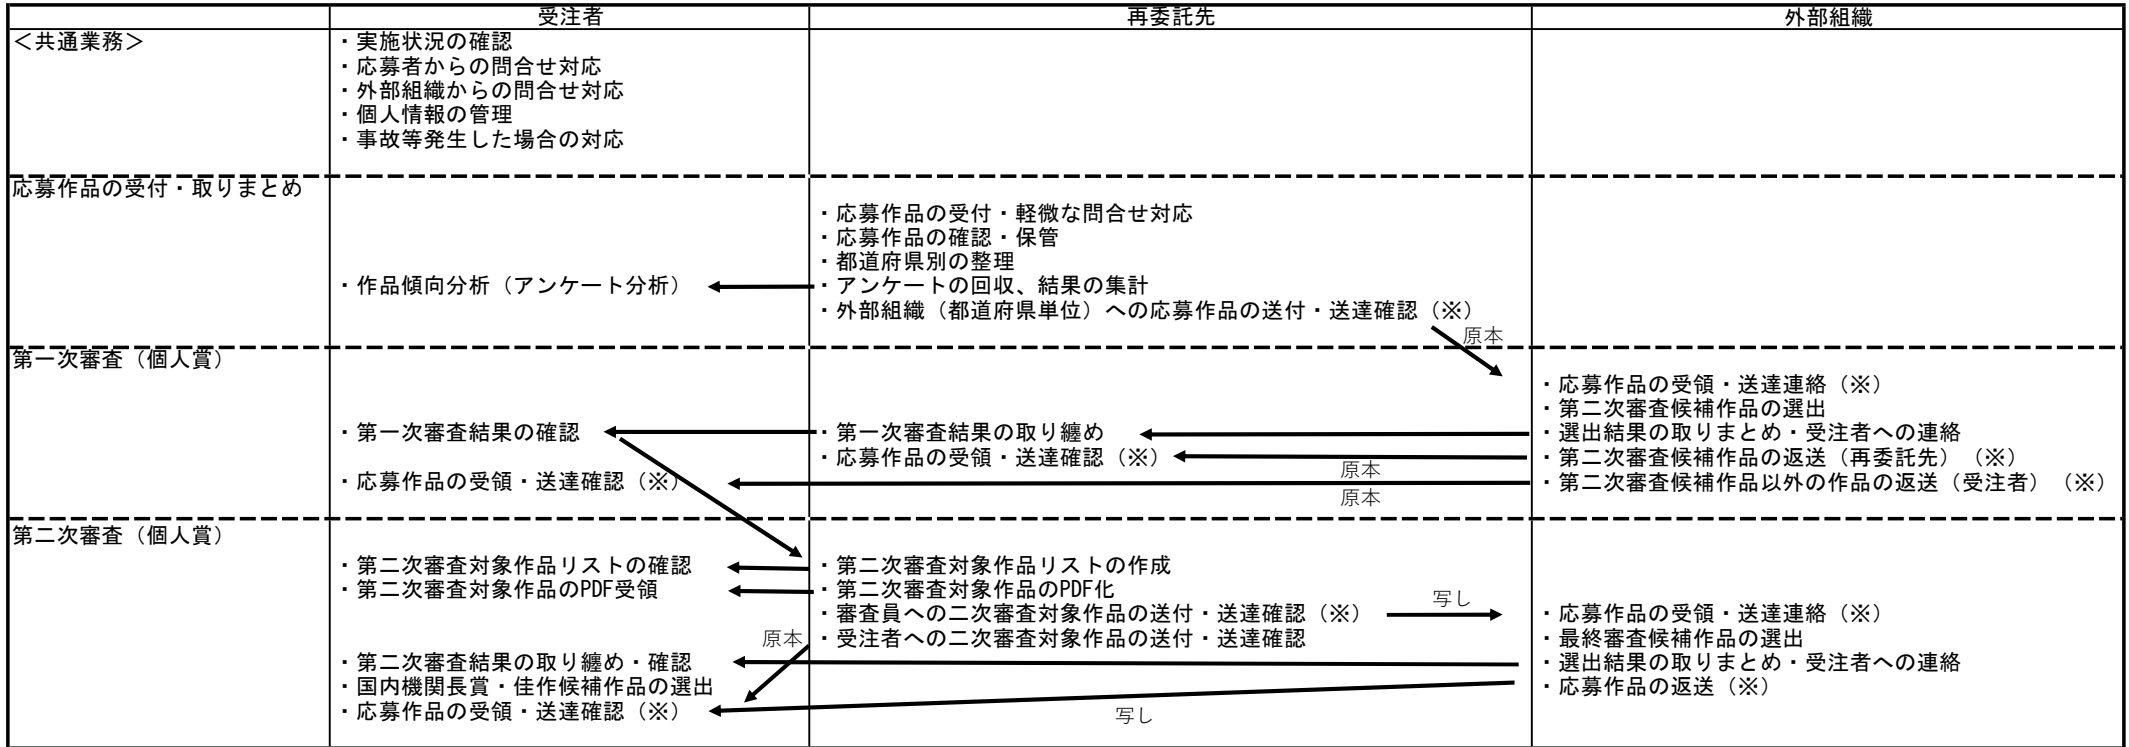 受注者
再委託先
外部組織
＜共通業務＞
・実施状況の確認
・応募者からの問合せ対応
・外部組織からの問合せ対応
・個人情報の管理
・事故等発生した場合の対応
応募作品の受付・取りまとめ
・作品傾向分析（アンケート分析）
・応募作品の受付・軽微な問合せ対応
・応募作品の確認・保管
・都道府県別の整理
・アンケートの回収、結果の集計
・外部組織（都道府県単位）への応募作品の送付・送達確認（※）
原本
第一次審査（個人賞）
・第一次審査結果の確認
・応募作品の受領・送達確認（※）
・第一次審査結果の取り纏め
・応募作品の受領・送達確認（※）
原本
原本
・応募作品の受領・送達連絡（※）
・第二次審査候補作品の選出
・選出結果の取りまとめ・受注者への連絡
・第二次審査候補作品の返送（再委託先）（※）
・第二次審査候補作品以外の作品の返送（受注者）（※）
第二次審査（個人賞）
・第二次審査対象作品リストの確認
・第二次審査対象作品のPDF受領
原本
・第二次審査結果の取り纏め・確認
・国内機関長賞・佳作候補作品の選出
・応募作品の受領・送達確認（※）
・第二次審査対象作品リストの作成
・第二次審査対象作品のPDF化
・審査員への二次審査対象作品の送付・送達確認（※）
・受注者への二次審査対象作品の送付・送達確認
写し
写し
・応募作品の受領・送達連絡（※）
・最終審査候補作品の選出
・選出結果の取りまとめ・受注者への連絡
・応募作品の返送（※）